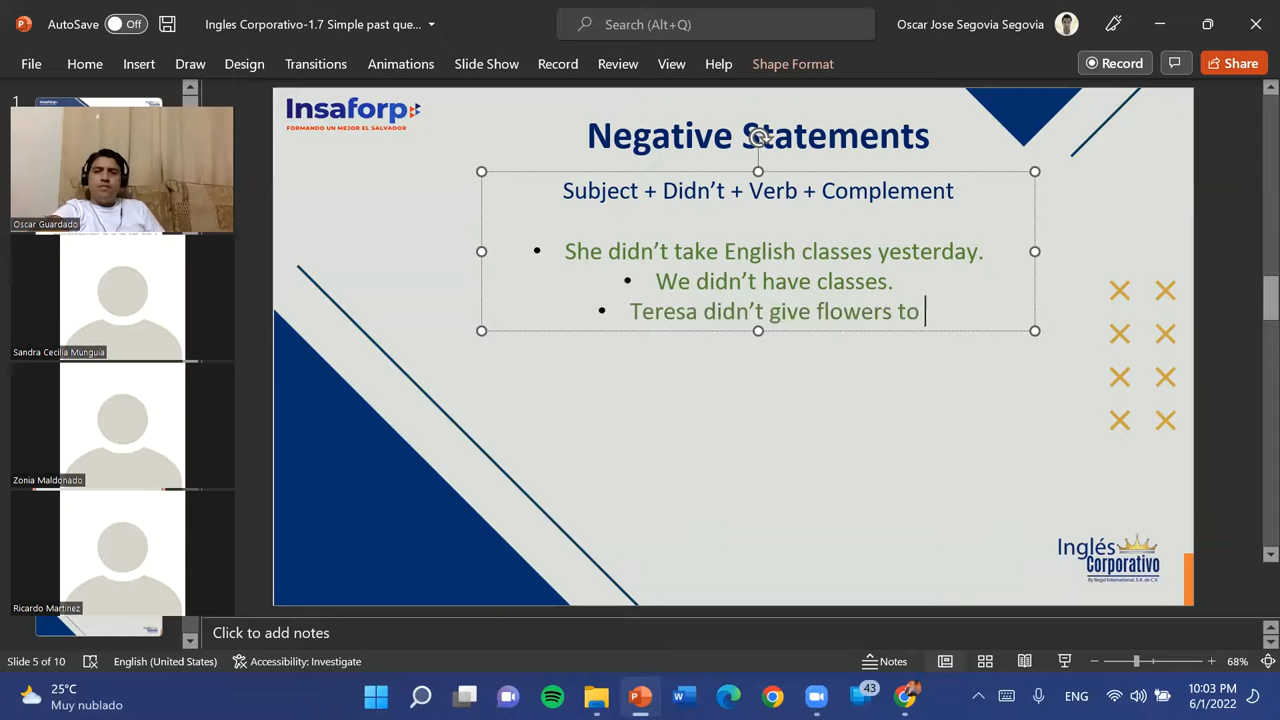 AutoSave Off Ingles Corporativo-1.7 Simple past que... Search (Alt+Q) Oscar Jose Segovia Segovia
File Home Insert Draw Design Transitions Animations Slide Show Record Review View Help Shape Format Record Share
1
Insaforp
FORMANDO UN MEJOR EL SALVADOR
Negative Statements
Subject + Didn't + Verb + Complement
• She didn't take English classes yesterday.
• We didn't have classes.
• Teresa didn't give flowers to
Oscar Guardado
Sandra Cecilia Munguia
Zonia Maldonado
Ricardo Martinez
Inglés
Corporativo
By Regal International, S.A. de C.V.
Click to add notes
Slide 5 of 10 English (United States) Accessibility: Investigate Notes 68%
25°C
Muy nublado
43
ENG
10:03 PM
6/1/2022